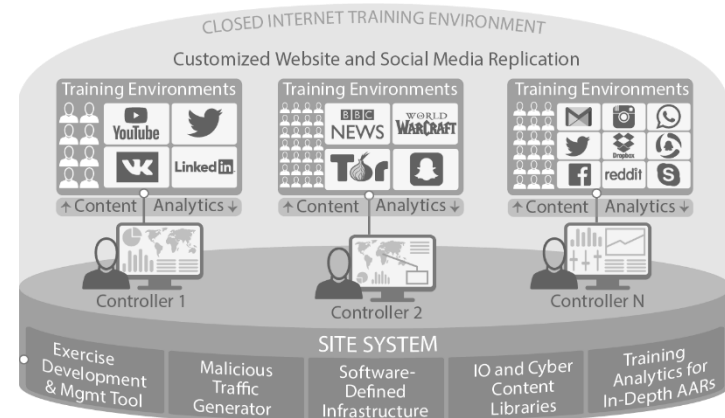 CLOSED INTERNET TRAINING ENVIRONMENT
Customized Website and Social Media Replication
Training Environments
YouTube
VK
Linked in
↑ Content Analytics ↓
Controller 1
Training Environments
BBC
NEWS
WORLD
WARCRAFT
Tor
↑ Content Analytics ↓
Controller 2
Training Environments
Dropbox
reddit
↑ Content Analytics ↓
Controller N
SITE SYSTEM
Exercise
Development
& Mgmt Tool
Malicious
Traffic
Generator
Software-
Defined
Infrastructure
IO and Cyber
Content
Libraries
Training
Analytics for
In-Depth AARs